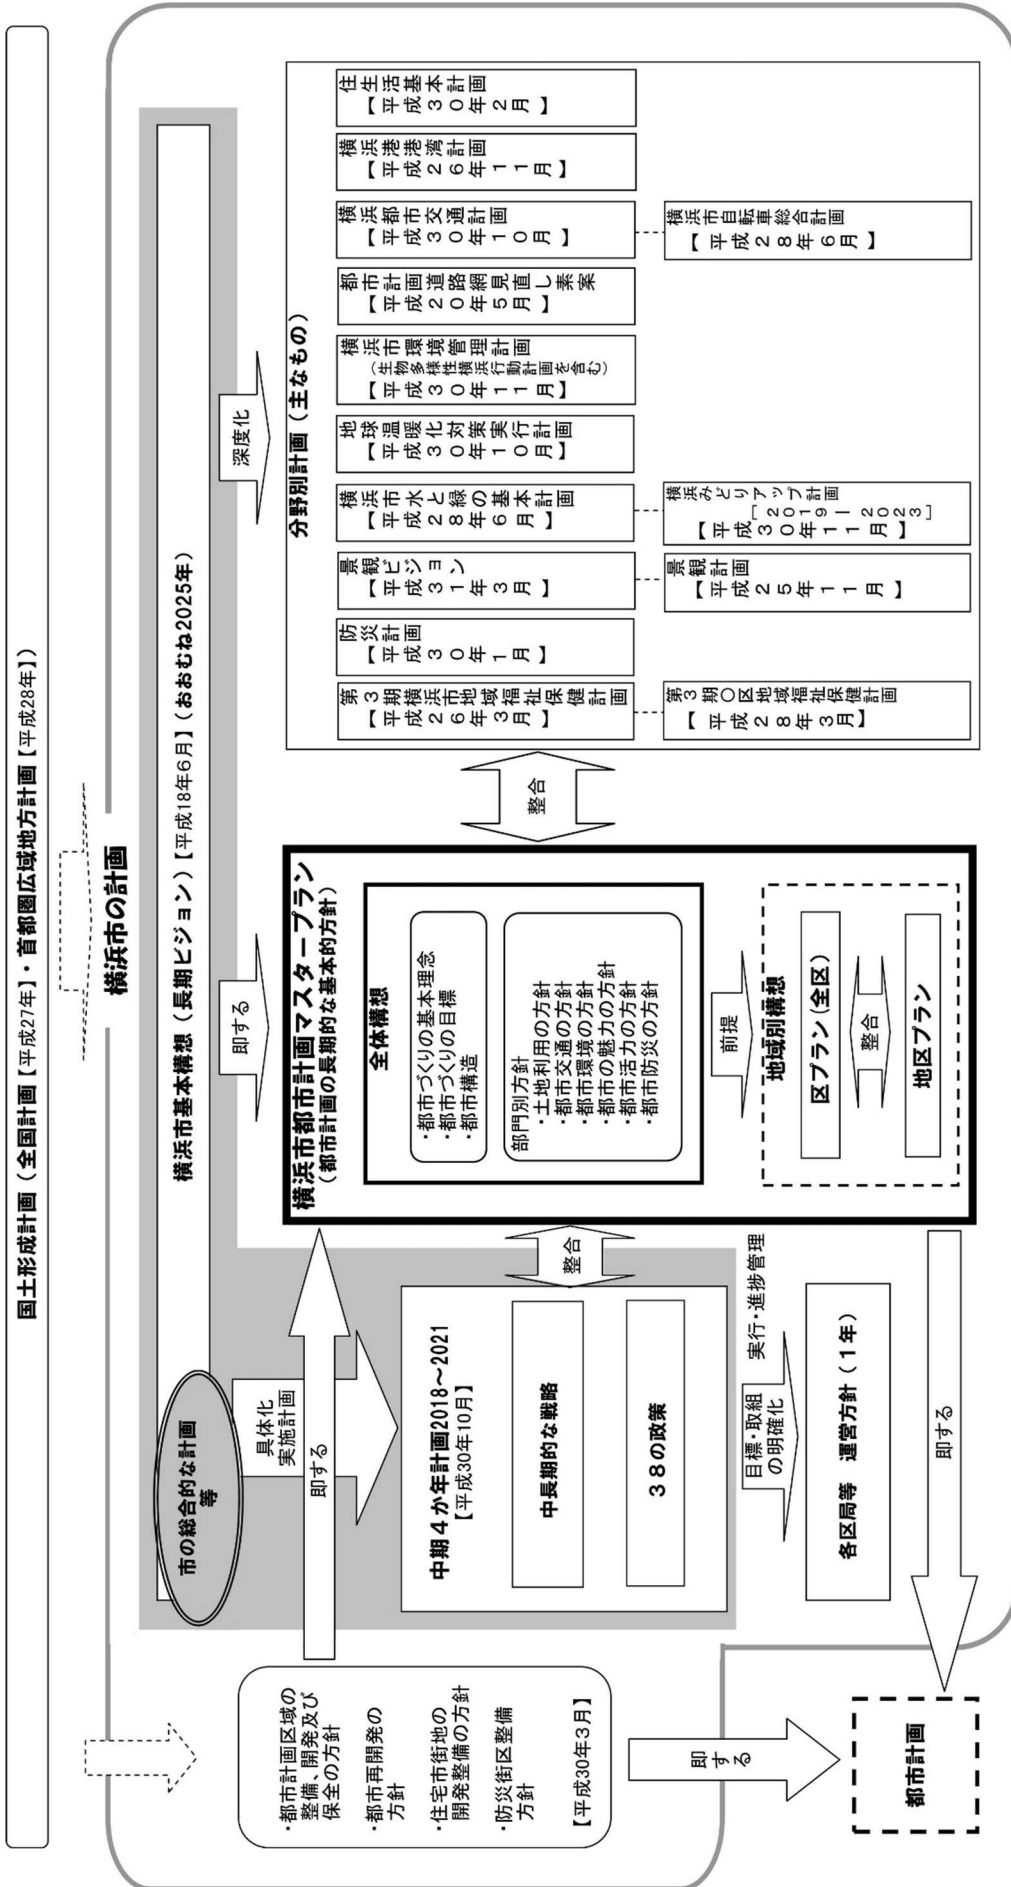 国土形成計画（全国計画【平成27年】・首都圏広域地方計画【平成28年】）
横浜市の計画
横浜市基本構想（長期ビジョン）【平成18年6月】（おおむね2025年）
市の総合的な計画
等
具体化
実施計画
即する
即する
深度化
・都市計画区域の
整備、開発及び
保全の方針
・都市再開発の
方針
・住宅市街地の
開発整備の方針
・防災街区整備
方針
【平成30年3月】
即
する
都市計画
中期４か年計画2018～2021
【平成30年10月】
中長期的な戦略
３８の政策
目標・取組
の明確化
実行・進捗管理
各区局等　運営方針（１年）
即する
整合
横浜市都市計画マスタープラン
（都市計画の長期的な基本的方針）
全体構想
・都市づくりの基本理念
・都市づくりの目標
・都市構造
部門別方針
・土地利用の方針
・都市交通の方針
・都市環境の方針
・都市の魅力の方針
・都市活力の方針
・都市防災の方針
前提
地域別構想
区プラン(全区)
整合
地区プラン
整合
分野別計画（主なもの）
第３期横浜市地域福祉保健計画
【平成２６年３月】
第３期〇区地域福祉保健計画
【平成２８年３月】
防災計画
【平成３０年１月】
景観ビジョン
【平成３１年３月】
景観計画
【平成２５年１１月】
横浜市水と緑の基本計画
【平成２８年６月】
横浜みどりアップ計画
［２０１９－２０２３］
【平成３０年１１月】
地球温暖化対策実行計画
【平成３０年１０月】
横浜市環境管理計画
（生物多様性横浜行動計画を含む）
【平成３０年１１月】
都市計画道路網見直し素案
【平成２０年５月】
横浜都市交通計画
【平成３０年１０月】
横浜市自転車総合計画
【平成２８年６月】
横浜港港湾計画
【平成２６年１１月】
住生活基本計画
【平成３０年２月】